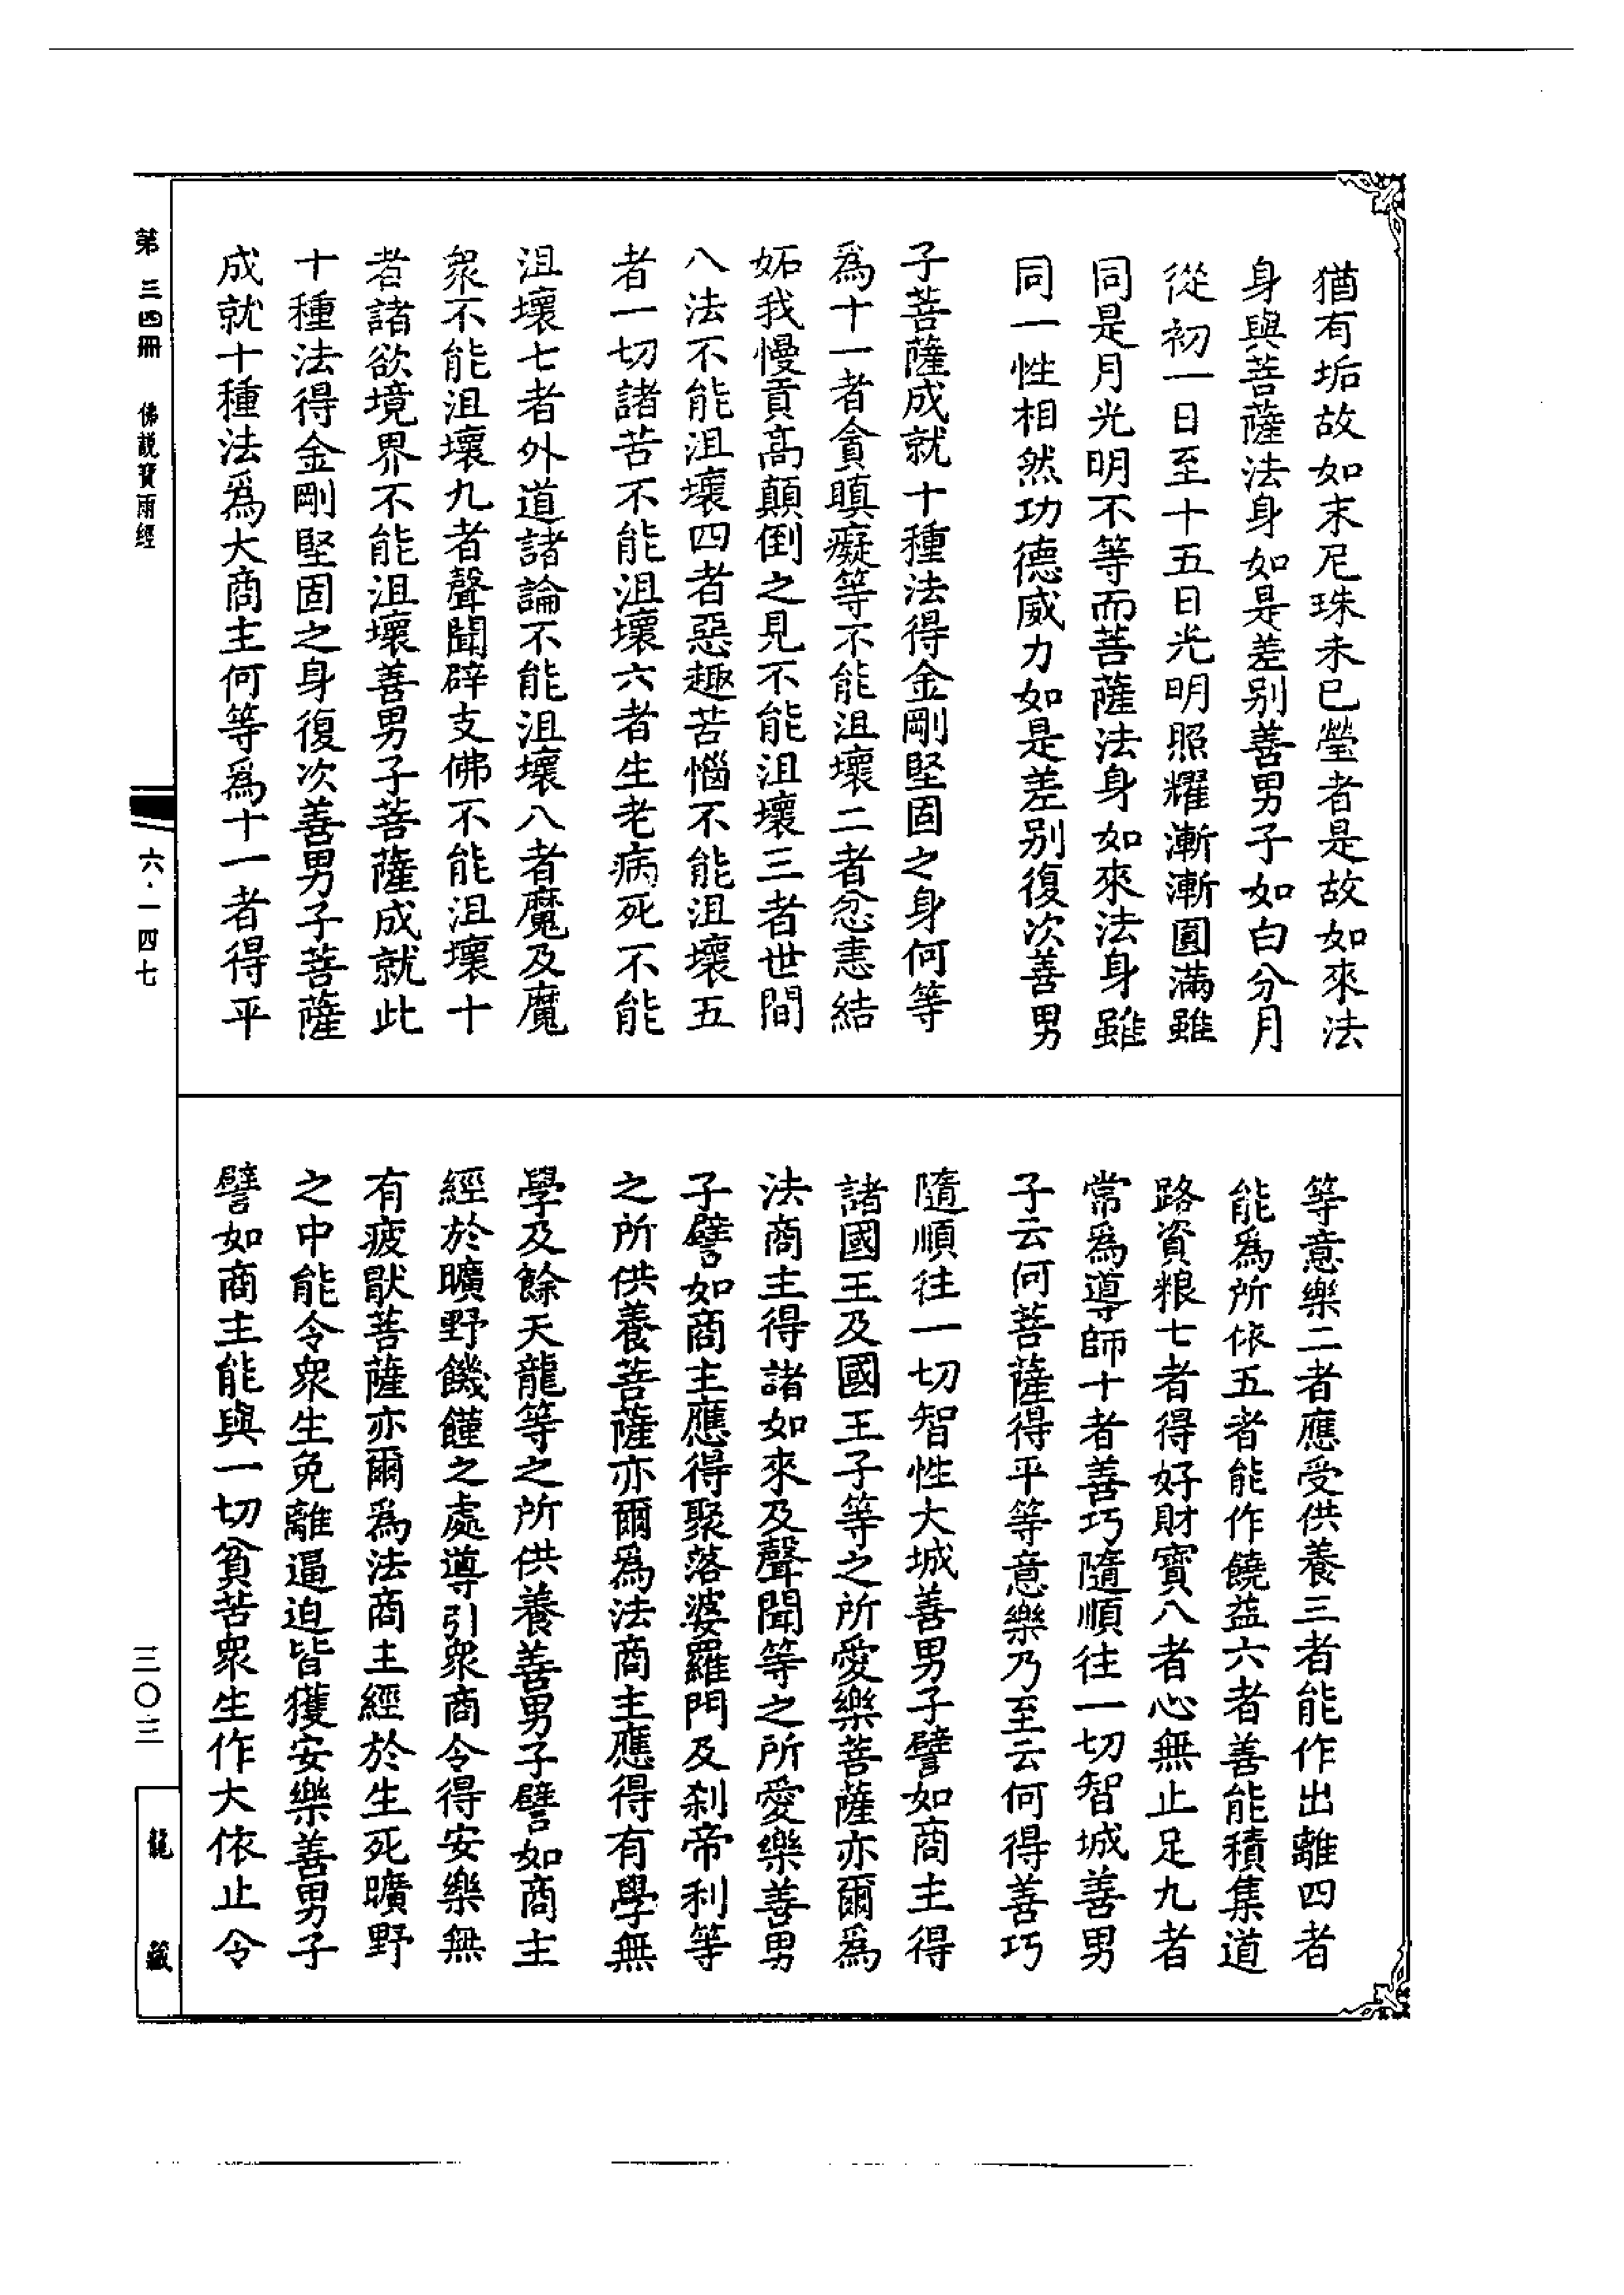 猶有垢故如末尼珠未已瑩者是故如來法
身與菩薩法身如是差别善男子如白分月
從初一日至十五日光明照耀漸漸圓滿雖
同是月光明不等而菩薩法身如來法身雖
同一性相然功德威力如是差别復次善男
子菩薩成就十種法得金剛堅固之身何等
為十一者貪瞋癡等不能沮壞二者忿恚結
妬我慢貢高顛倒之見不能沮壞三者世間
八法不能沮壞四者惡趣苦惱不能沮壞五
者一切諸苦不能沮壞六者生老病死不能
沮壞七者外道諸論不能沮壞八者魔及魔
衆不能沮壞九者聲聞辟支佛不能沮壞十
者諸欲境界不能沮壞善男子菩薩成就此
十種法得金剛堅固之身復次善男子菩薩
成就十種法爲大商主何等爲十一者得平
等意樂二者應受供養三者能作出離四者
能爲所依五者能作饒益六者善能積集道
路資粮七者得好財寶八者心無止足九者
常爲導師十者善巧隨順往一切智城善男
子云何菩薩得平等意樂乃至云何得善巧
隨順往一切智性大城善男子譬如商主得
諸國王及國王子等之所愛樂菩薩亦爾爲
法商主得諸如來及聲聞等之所愛樂善男
子譬如商主應得聚落婆羅門及刹帝利等
之所供養菩薩亦爾爲法商主應得有學無
學及餘天龍等之所供養善男子譬如商主
經於曠野饑饉之處導引衆商令得安樂無
有疲猒菩薩亦爾爲法商主經於生死曠野
之中能令衆生免離逼迫皆獲安樂善男子
譬如商主能與一切貧苦衆生作大依止令
第三四冊 佛說寶雨經
六·一四七
三〇三
龍藏